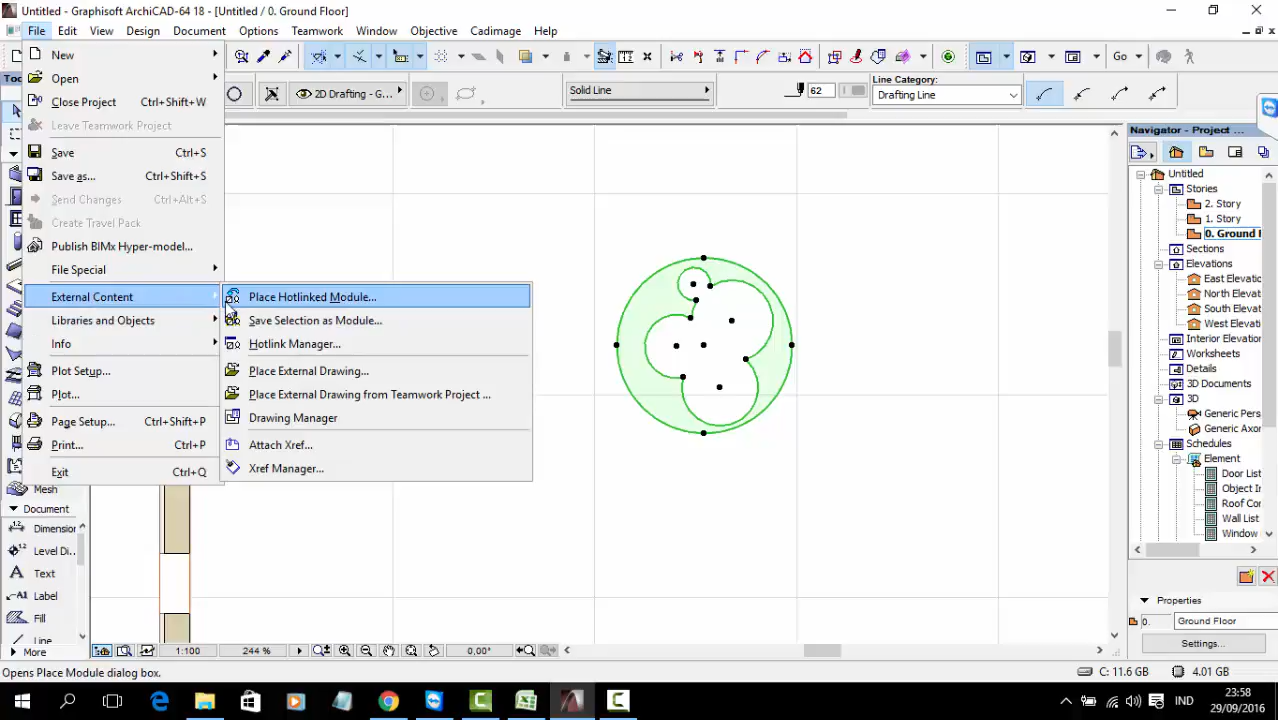 Untitled - Graphisoft ArchiCAD-64 18 - [Untitled / 0. Ground Floor]
File Edit View Design Document Options Teamwork Window Objective Cadimage Help
New
Open
Close Project Ctrl+Shift+W
Leave Teamwork Project
Save Ctrl+S
Save as... Ctrl+Shift+S
Send Changes Ctrl+Alt+S
Create Travel Pack
Publish BIMx Hyper-model...
File Special
External Content
Libraries and Objects
Info
Plot Setup...
Plot...
Page Setup... Ctrl+Shift+P
Print... Ctrl+P
Exit Ctrl+Q
Place Hotlinked Module...
Save Selection as Module...
Hotlink Manager...
Place External Drawing...
Place External Drawing from Teamwork Project ...
Drawing Manager
Attach Xref...
Xref Manager...
Go
2D Drafting - G...
Solid Line
62
Line Category:
Drafting Line
Mesh
Document
Dimension
Level Di...
Text
Label
Fill
Line
More
1:100
244 %
0,00°
Navigator - Project ...
Untitled
Stories
2. Story
1. Story
0. Ground F
Sections
Elevations
East Elevatio
North Elevat
South Elevat
West Elevatio
Interior Elevatio
Worksheets
Details
3D Documents
3D
Generic Pers
Generic Axor
Schedules
Element
Door List
Object In
Roof Cor
Wall List
Window
Properties
0. Ground Floor
Settings...
Opens Place Module dialog box.
C: 11.6 GB
4.01 GB
IND
23:58
29/09/2016